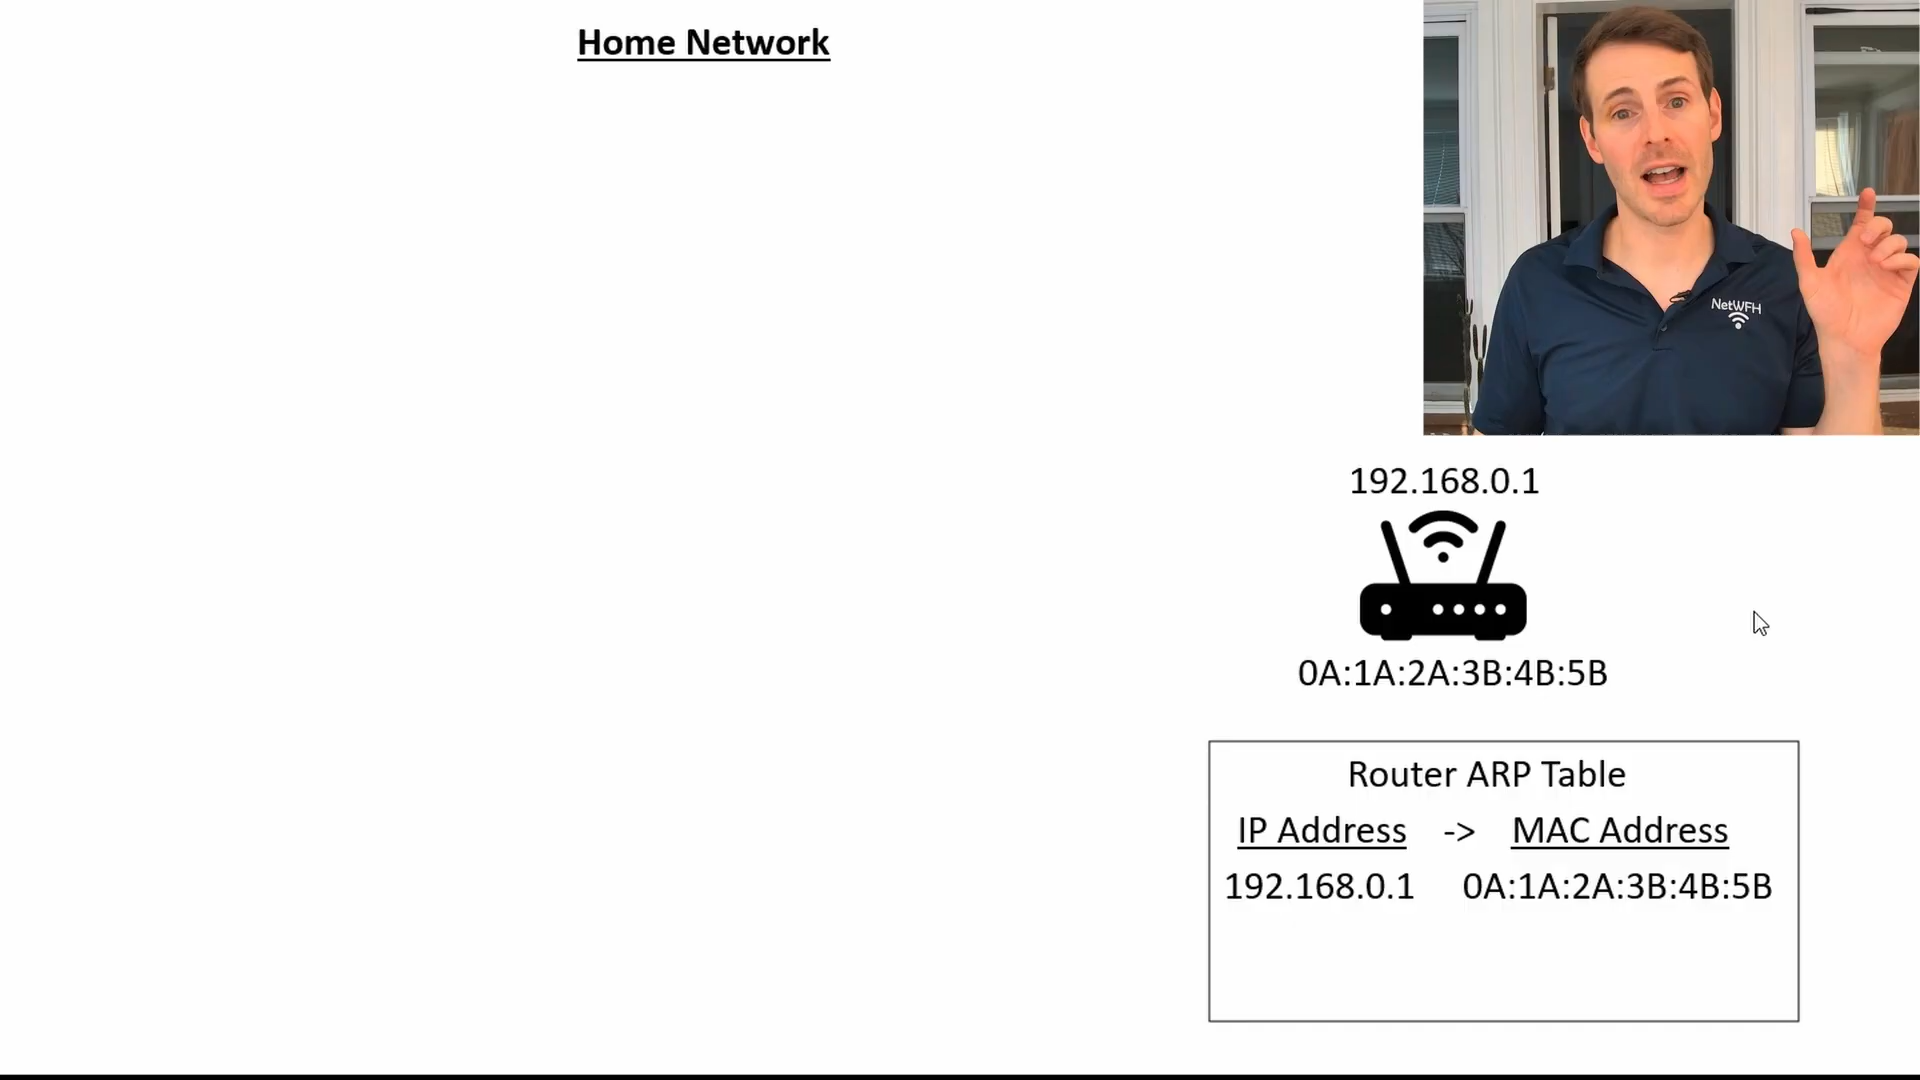 Home Network
NetWFH
192.168.0.1
0A:1A:2A:3B:4B:5B
Router ARP Table
IP Address -> MAC Address
192.168.0.1 0A:1A:2A:3B:4B:5B